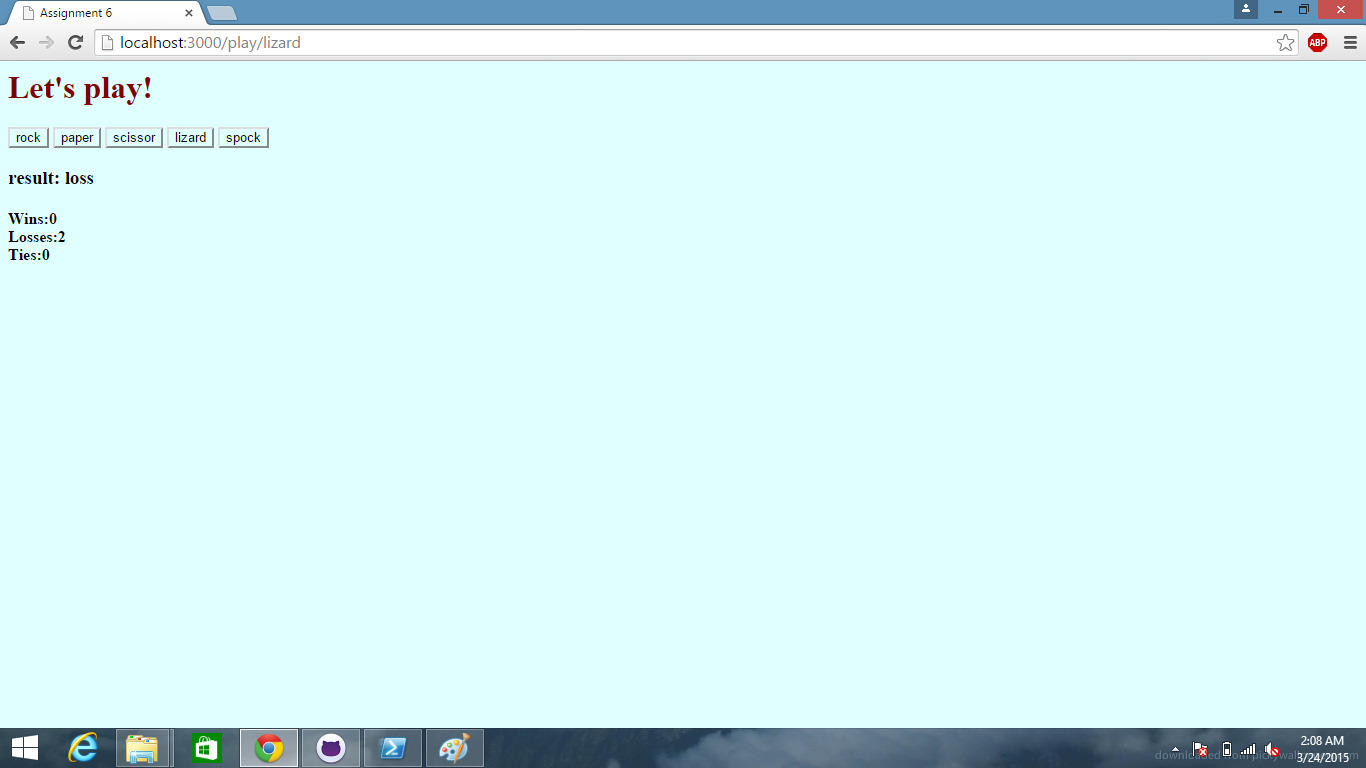 Assignment 6
localhost:3000/play/lizard
ABP
Let's play!
rock paper scissor lizard spock
result: loss
Wins:0
Losses:2
Ties:0
2:08 AM
downloaded from
3/24/2015